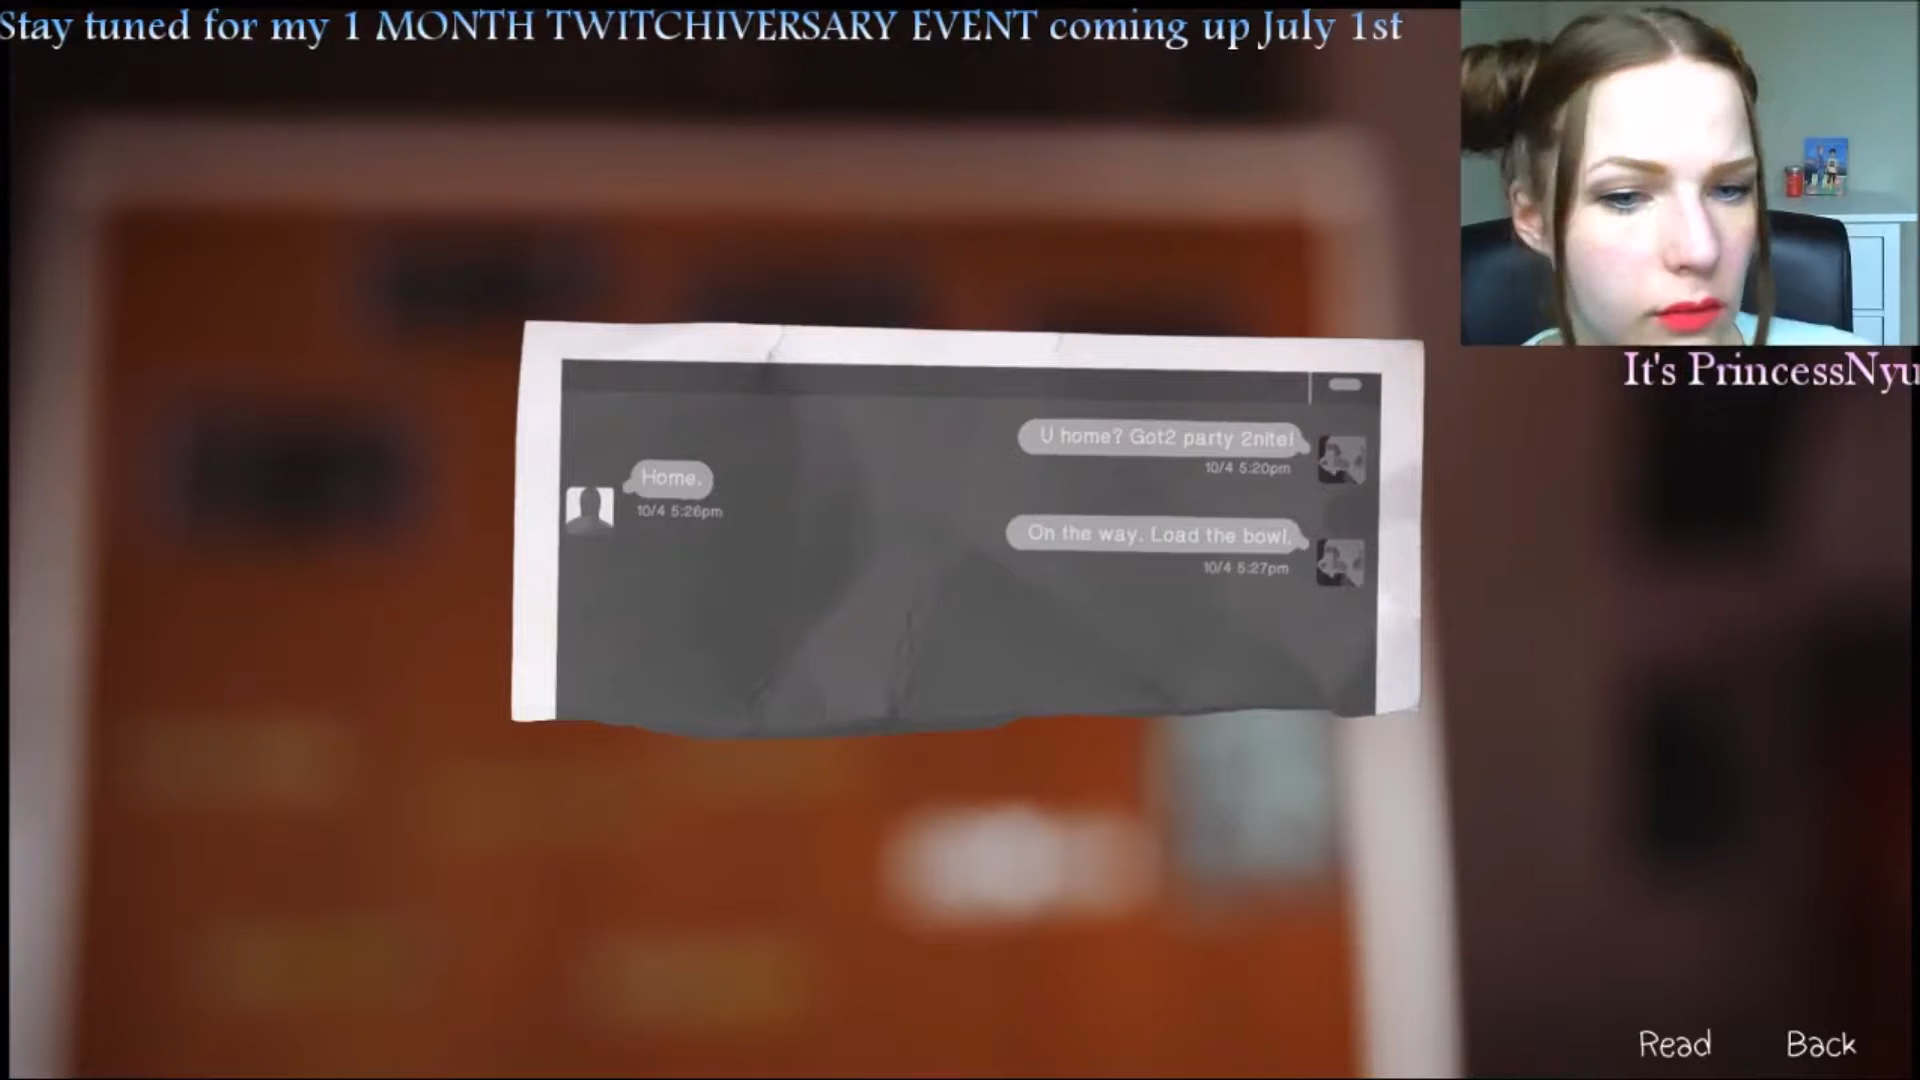 Stay tuned for my 1 MONTH TWITCHIVERSARY EVENT coming up July 1st
It's PrincessNyu
U home? Got2 party 2nite!
10/4 5:20pm
Home.
10/4 5:26pm
On the way. Load the bowl.
10/4 5:27pm
Read Back